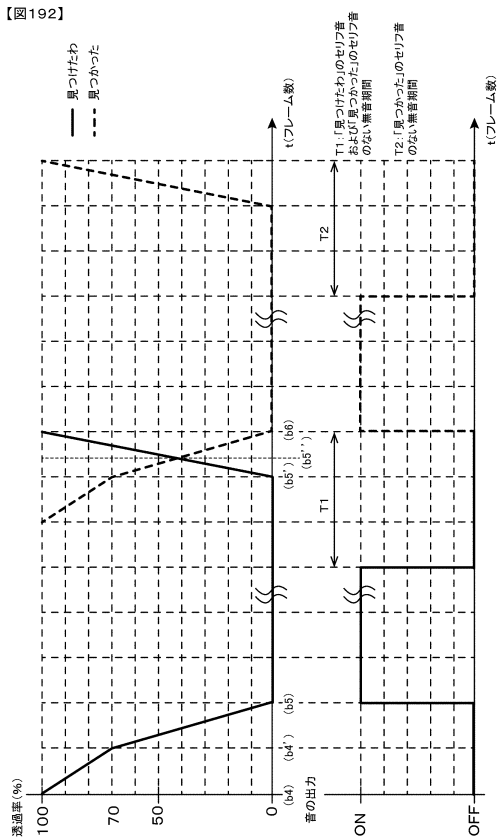 【図192】
見つけたわ
見つかった
透過率(%)
100
70
50
0
t(フレーム数)
(b4)
(b4')
(b5)
(b5')
(b5'')
(b6)
T1
T2
T1:「見つけたわ」のセリフ音
および「見つかった」のセリフ音
のない無音期間
T2:「見つかった」のセリフ音
のない無音期間
音の出力
ON
OFF
t(フレーム数)